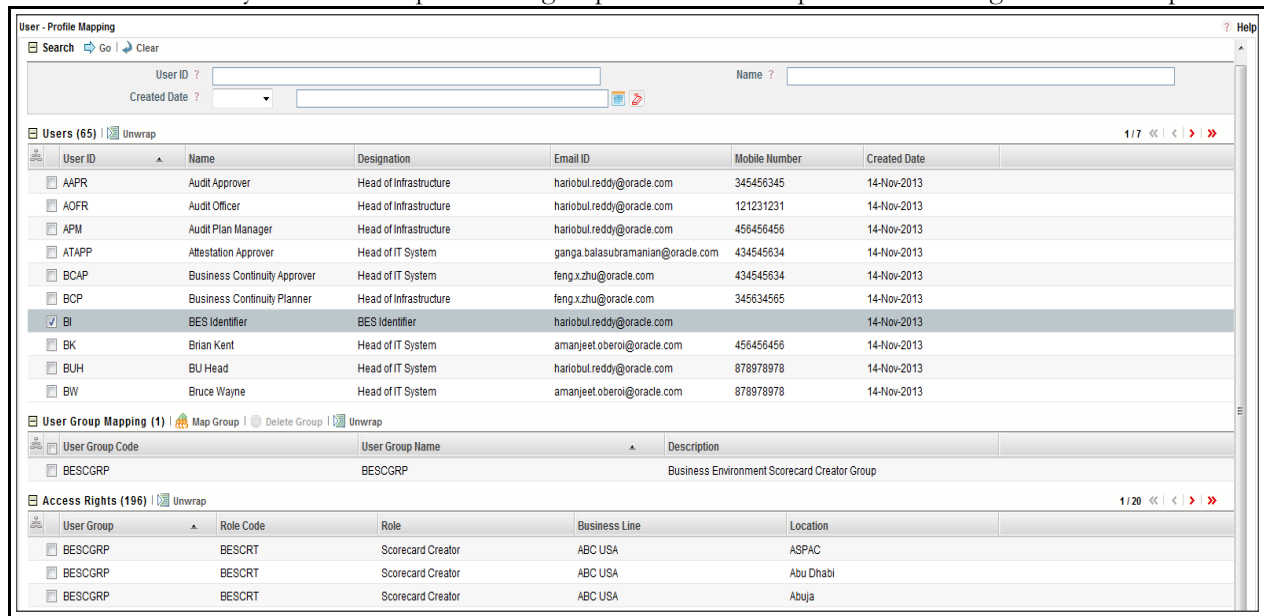 User - Profile Mapping ? Help
Search Go | Clear
User ID ? Name ?
Created Date ?
Users (65) | Unwrap 1 / 7
User ID Name Designation Email ID Mobile Number Created Date
AAPR Audit Approver Head of Infrastructure hariobul.reddy@oracle.com 345456345 14-Nov-2013
AOFR Audit Officer Head of Infrastructure hariobul.reddy@oracle.com 121231231 14-Nov-2013
APM Audit Plan Manager Head of Infrastructure hariobul.reddy@oracle.com 456456456 14-Nov-2013
ATAPP Attestation Approver Head of IT System ganga.balasubramanian@oracle.com 434545634 14-Nov-2013
BCAP Business Continuity Approver Head of IT System feng.x.zhu@oracle.com 434545634 14-Nov-2013
BCP Business Continuity Planner Head of Infrastructure feng.x.zhu@oracle.com 345634565 14-Nov-2013
BI BES Identifier BES Identifier hariobul.reddy@oracle.com 14-Nov-2013
BK Brian Kent Head of IT System amanjeet.oberoi@oracle.com 456456456 14-Nov-2013
BUH BU Head Head of IT System hariobul.reddy@oracle.com 878978978 14-Nov-2013
BW Bruce Wayne Head of IT System amanjeet.oberoi@oracle.com 878978978 14-Nov-2013
User Group Mapping (1) | Map Group | Delete Group | Unwrap
User Group Code User Group Name Description
BESCGRP BESCGRP Business Environment Scorecard Creator Group
Access Rights (196) | Unwrap 1 / 20
User Group Role Code Role Business Line Location
BESCGRP BESCRT Scorecard Creator ABC USA ASPAC
BESCGRP BESCRT Scorecard Creator ABC USA Abu Dhabi
BESCGRP BESCRT Scorecard Creator ABC USA Abuja